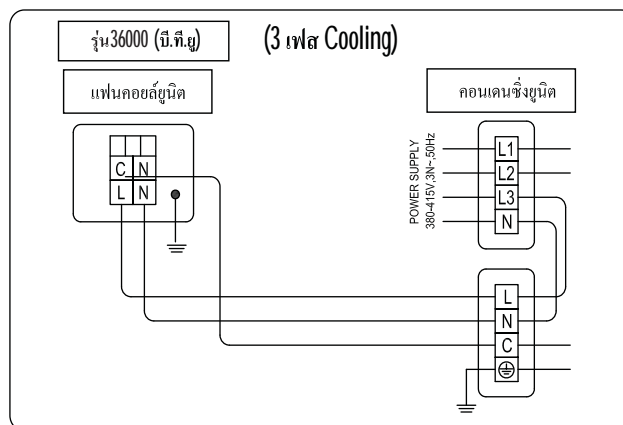 รุ่น36000 (บี.ที.ยู) (3 เฟส Cooling)
แฟนคอยล์ยูนิต
คอนเดนซิ่งยูนิต
C N
L N
POWER SUPPLY
380-415V,3N~,50Hz
L1
L2
L3
N
L
N
C